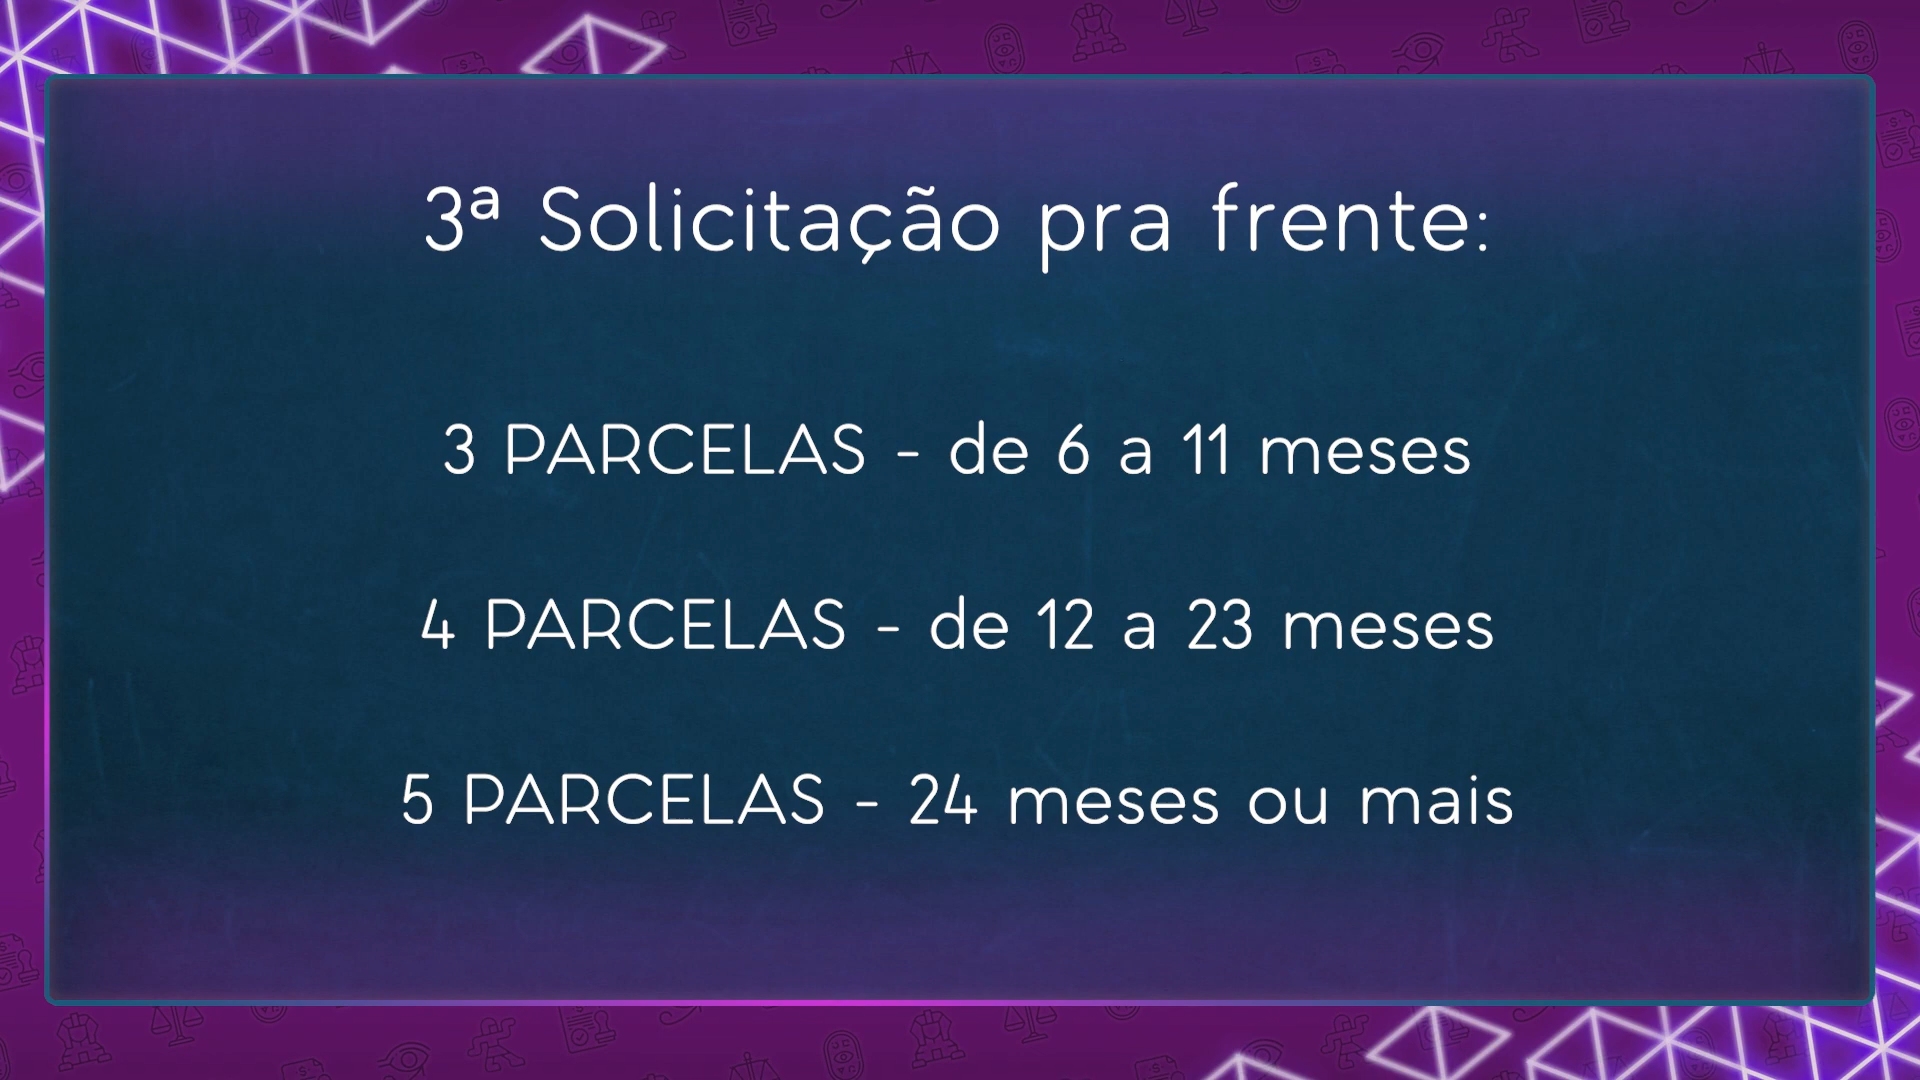 3ª Solicitação pra frente:
3 PARCELAS - de 6 a 11 meses
4 PARCELAS - de 12 a 23 meses
5 PARCELAS - 24 meses ou mais